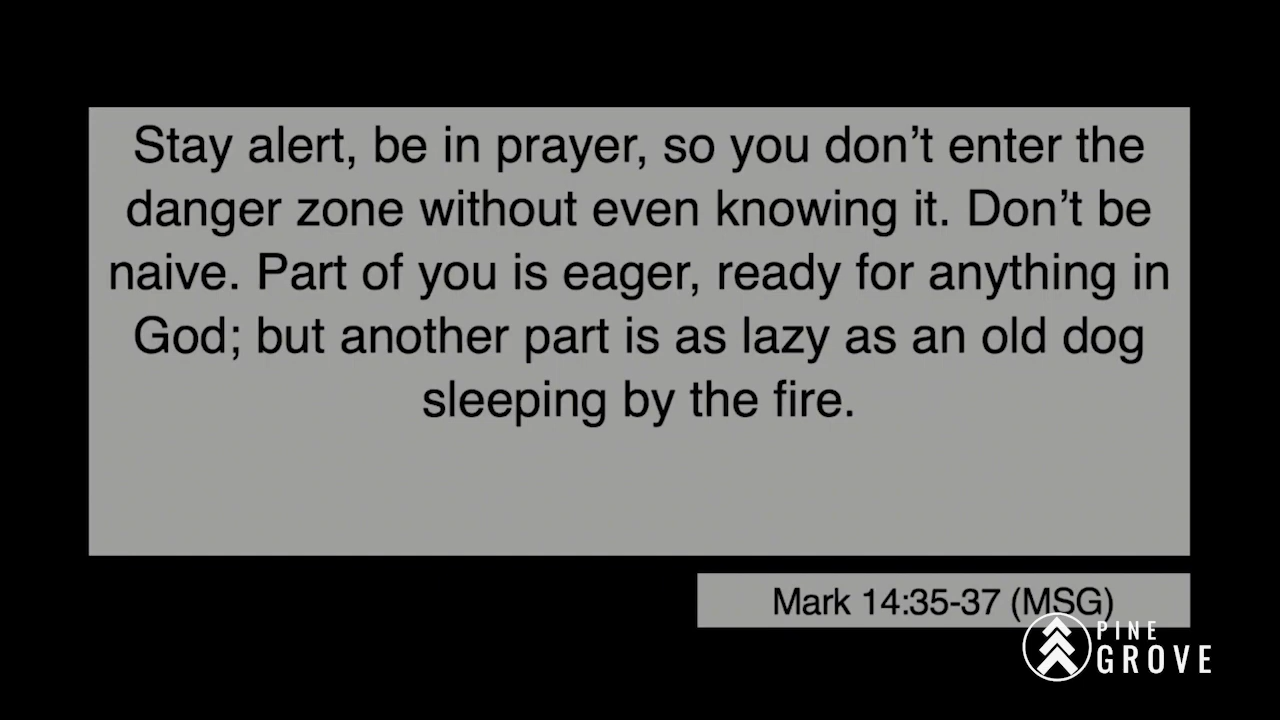 Stay alert, be in prayer, so you don’t enter the
danger zone without even knowing it. Don’t be
naive. Part of you is eager, ready for anything in
God; but another part is as lazy as an old dog
sleeping by the fire.
Mark 14:35-37 (MSG)
PINE
GROVE